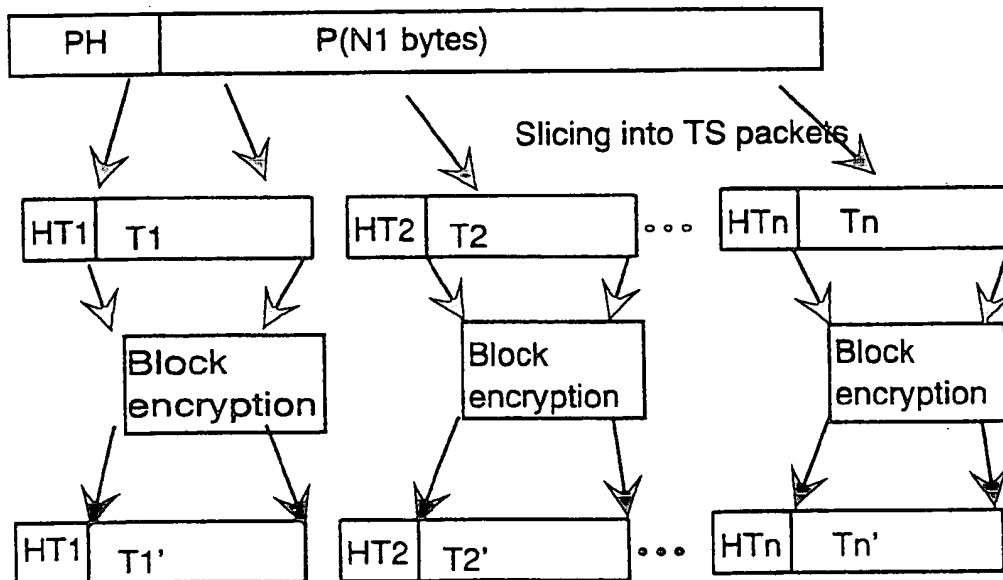 PH P(N1 bytes)
Slicing into TS packets
HT1 T1 HT2 T2 HTn Tn
Block encryption
Block encryption
Block encryption
HT1 T1' HT2 T2' HTn Tn'